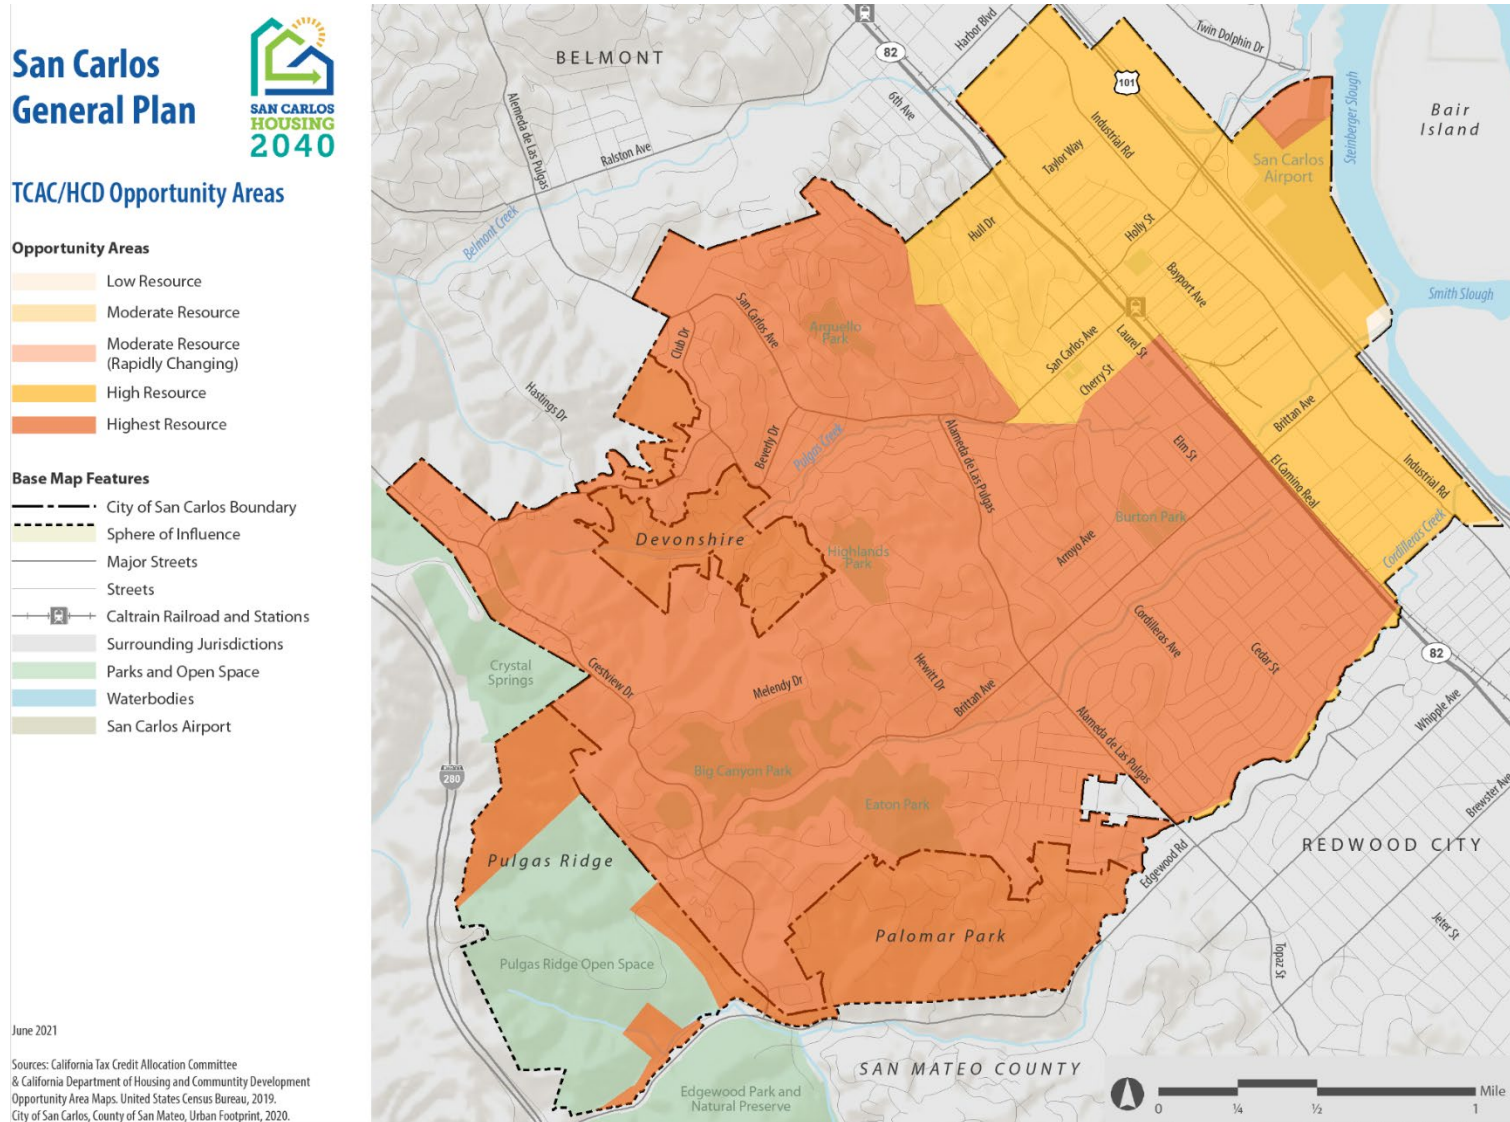 San Carlos
General Plan
SAN CARLOS
HOUSING
2040
TCAC/HCD Opportunity Areas
Opportunity Areas
Low Resource
Moderate Resource
Moderate Resource
(Rapidly Changing)
High Resource
Highest Resource
Base Map Features
City of San Carlos Boundary
Sphere of Influence
Major Streets
Streets
Caltrain Railroad and Stations
Surrounding Jurisdictions
Parks and Open Space
Waterbodies
San Carlos Airport
June 2021
Sources: California Tax Credit Allocation Committee
& California Department of Housing and Communtity Development
Opportunity Area Maps. United States Census Bureau, 2019.
City of San Carlos, County of San Mateo, Urban Footprint, 2020.
BELMONT
82
Harbor Blvd
Twin Dolphin Dr
101
6th Ave
Alameda de Las Pulgas
Ralston Ave
Belmont Creek
Industrial Rd
Taylor Way
Steinberger Slough
Bair
Island
San Carlos
Airport
Hull Dr
Holly St
Bayport Ave
Smith Slough
San Carlos Ave
Club Dr
Arguello
Park
San Carlos Ave
Laurel St
Cherry St
Hastings Dr
Beverly Dr
Pulgas Creek
Alameda de Las Pulgas
Elm St
Brittan Ave
El Camino Real
Industrial Rd
Cordilleras Creek
Devonshire
Highlands
Park
Burton Park
Arroyo Ave
Crystal
Springs
Crestview Dr
Melendy Dr
Hewitt Dr
Brittan Ave
Cordilleras Ave
Cedar St
82
Whipple Ave
Alameda de Las Pulgas
280
Big Canyon Park
Eaton Park
Brewster Ave
Pulgas Ridge
REDWOOD CITY
Edgewood Rd
Jeter St
Palomar Park
Topaz St
Pulgas Ridge Open Space
SAN MATEO COUNTY
Edgewood Park and
Natural Preserve
0 ¼ ½ 1 Mile